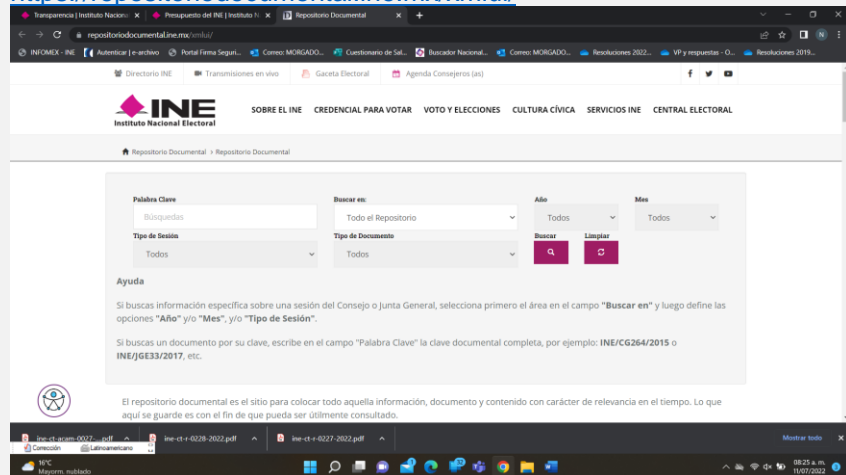 https://repositoriodocumental.ine.mx/xmlui/
Transparencia | Instituto Nacion
Presupuesto del INE | Instituto N
Repositorio Documental
repositoriodocumental.ine.mx/xmlui/
INFOMEX - INE
Autenticar | e-archivo
Portal Firma Seguri...
Correo: MORGADO...
Cuestionario de Sal...
Buscador Nacional...
Correo: MORGADO...
Resoluciones 2022...
VP y respuestas - O...
Resoluciones 2019...
Directorio INE
Transmisiones en vivo
Gaceta Electoral
Agenda Consejeros (as)
INE
Instituto Nacional Electoral
SOBRE EL INE
CREDENCIAL PARA VOTAR
VOTO Y ELECCIONES
CULTURA CÍVICA
SERVICIOS INE
CENTRAL ELECTORAL
Repositorio Documental > Repositorio Documental
Palabra Clave
Buscar en:
Año
Mes
Búsquedas
Todo el Repositorio
Todos
Todos
Tipo de Sesión
Tipo de Documento
Buscar
Limpiar
Todos
Todos
Ayuda
Si buscas información específica sobre una sesión del Consejo o Junta General, selecciona primero el área en el campo "Buscar en" y luego define las
opciones "Año" y/o "Mes", y/o "Tipo de Sesión".
Si buscas un documento por su clave, escribe en el campo "Palabra Clave" la clave documental completa, por ejemplo: INE/CG264/2015 o
INE/JGE33/2017, etc.
El repositorio documental es el sitio para colocar todo aquella información, documento y contenido con carácter de relevancia en el tiempo. Lo que
aquí se guarde es con el fin de que pueda ser útilmente consultado.
ine-ct-acam-0027-....pdf
ine-ct-r-0228-2022.pdf
ine-ct-r-0227-2022.pdf
Mostrar todo
Corrección
Latinoamericano
16°C
Mayorm. nublado
08:25 a. m.
11/07/2022